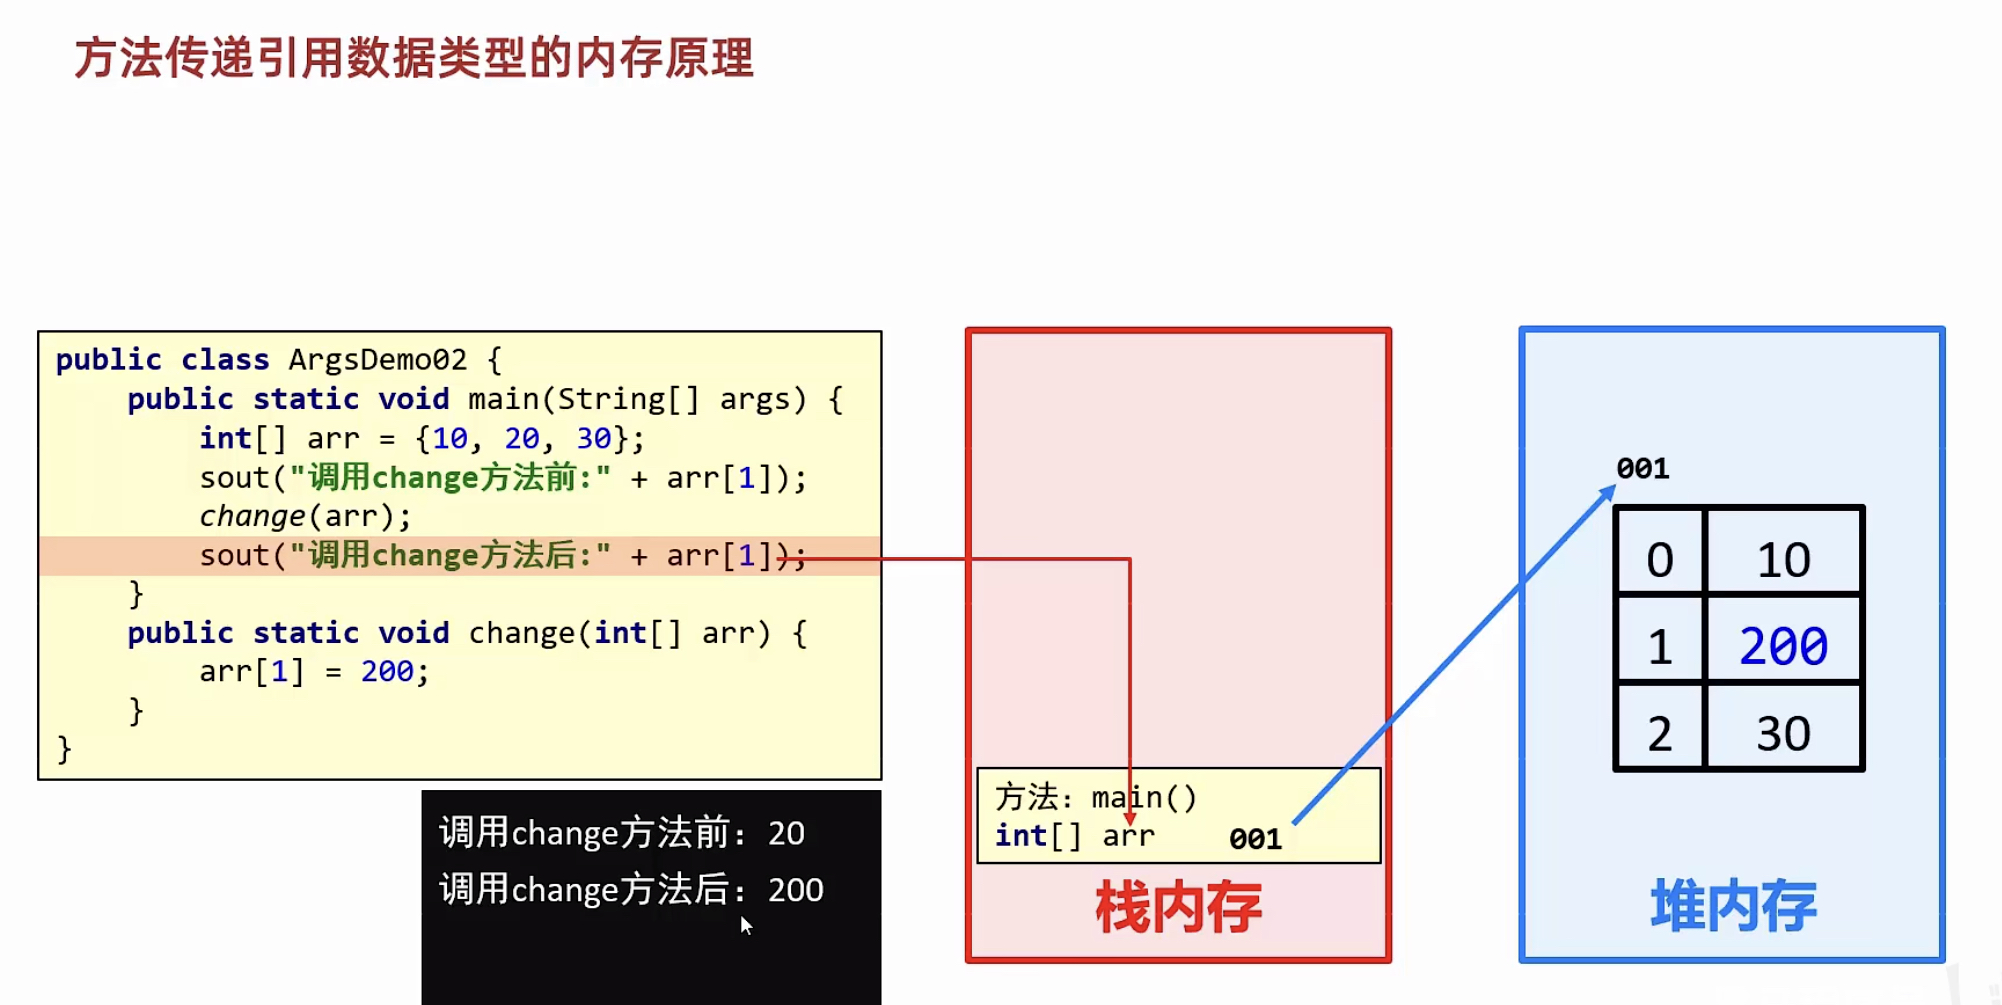 方法传递引用数据类型的内存原理
public class ArgsDemo02 {
    public static void main(String[] args) {
        int[] arr = {10, 20, 30};
        sout("调用change方法前:" + arr[1]);
        change(arr);
        sout("调用change方法后:" + arr[1]);
    }
    public static void change(int[] arr) {
        arr[1] = 200;
    }
}
调用change方法前：20
调用change方法后：200
方法：main()
int[] arr 001
栈内存
001
0 10
1 200
2 30
堆内存